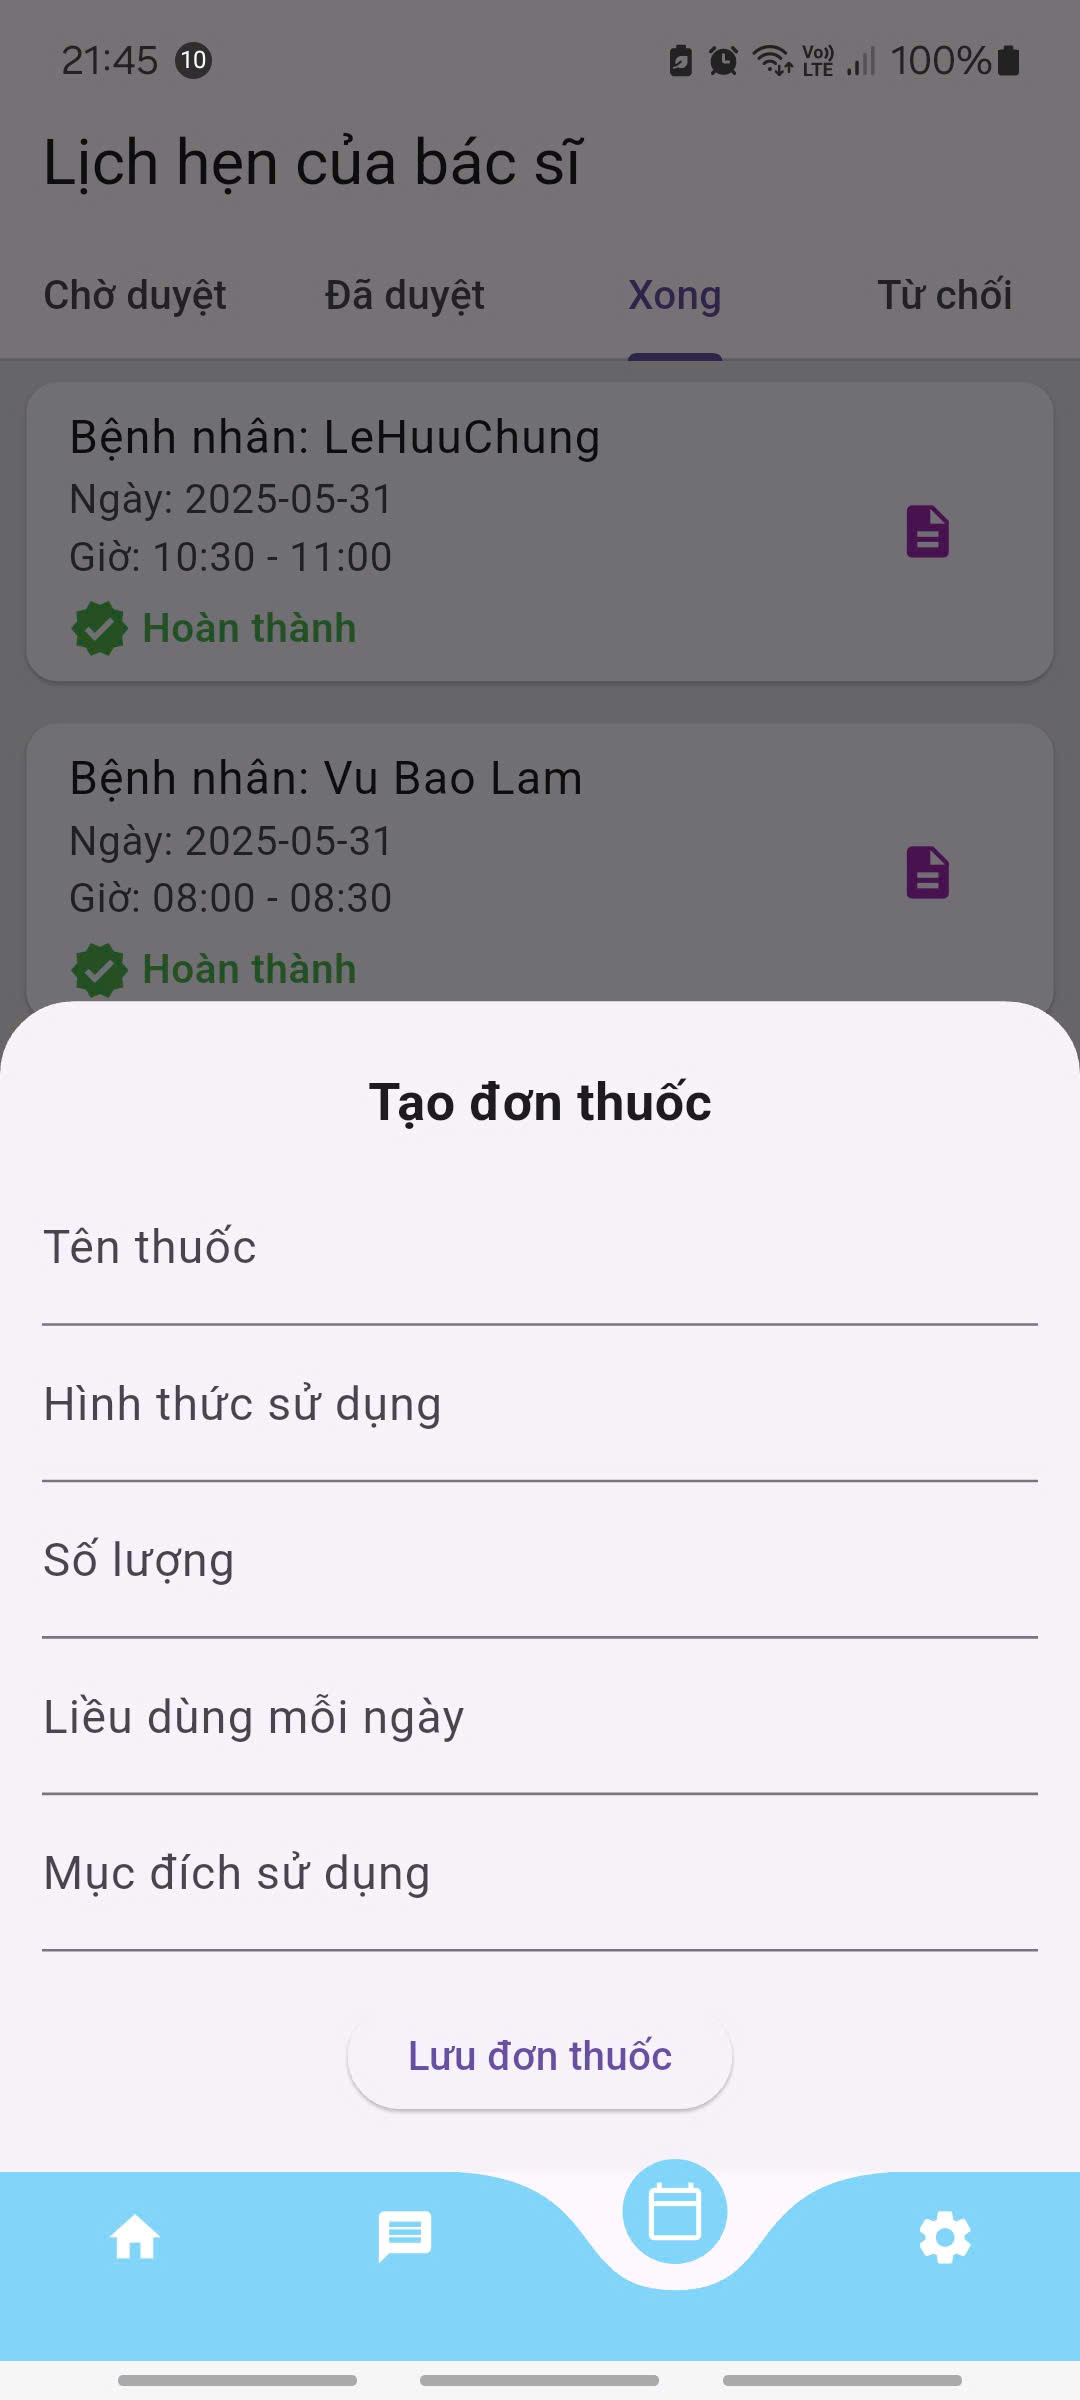 21:45 10 Vo)) LTE 100%
Lịch hẹn của bác sĩ
Chờ duyệt Đã duyệt Xong Từ chối
Bệnh nhân: LeHuuChung
Ngày: 2025-05-31
Giờ: 10:30 - 11:00
Hoàn thành
Bệnh nhân: Vu Bao Lam
Ngày: 2025-05-31
Giờ: 08:00 - 08:30
Hoàn thành
Tạo đơn thuốc
Tên thuốc
Hình thức sử dụng
Số lượng
Liều dùng mỗi ngày
Mục đích sử dụng
Lưu đơn thuốc